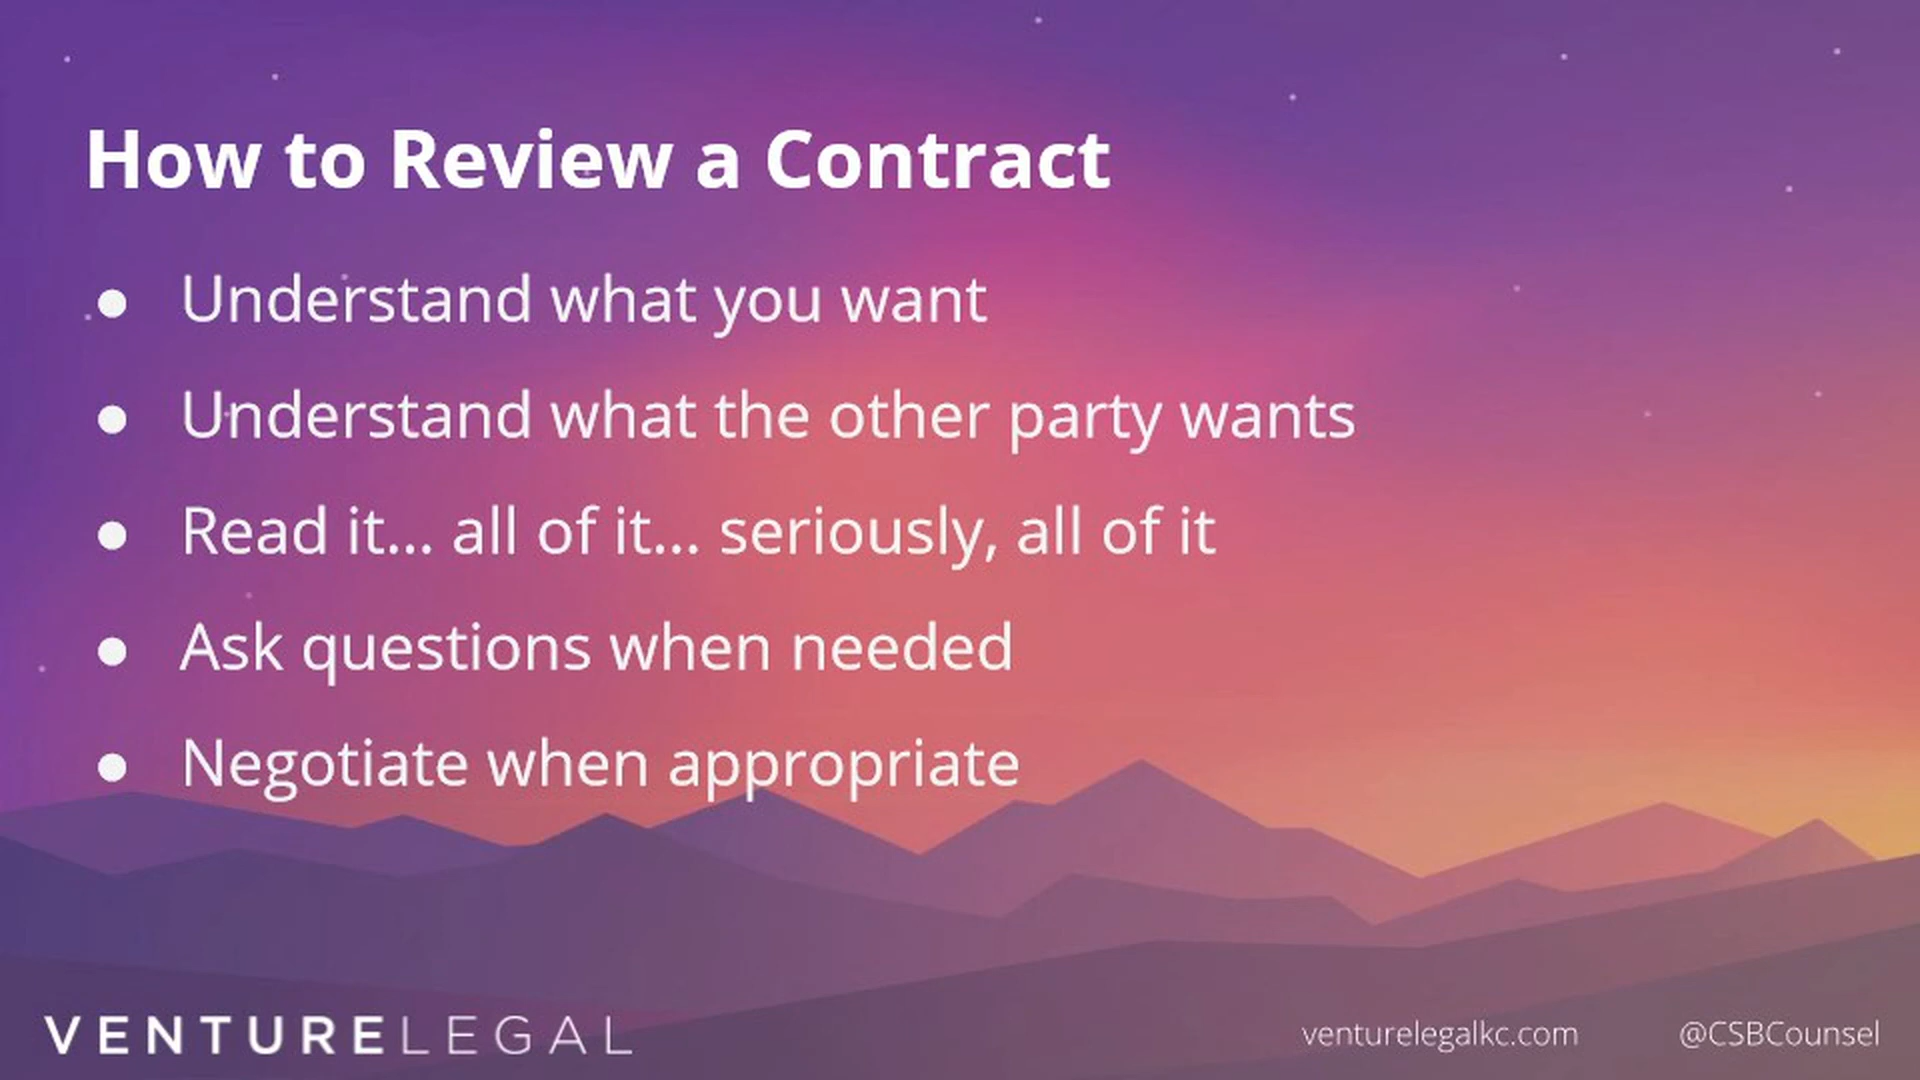 How to Review a Contract
● Understand what you want
● Understand what the other party wants
● Read it... all of it... seriously, all of it
● Ask questions when needed
● Negotiate when appropriate
VENTURELEGAL
venturelegalkc.com
@CSBCounsel